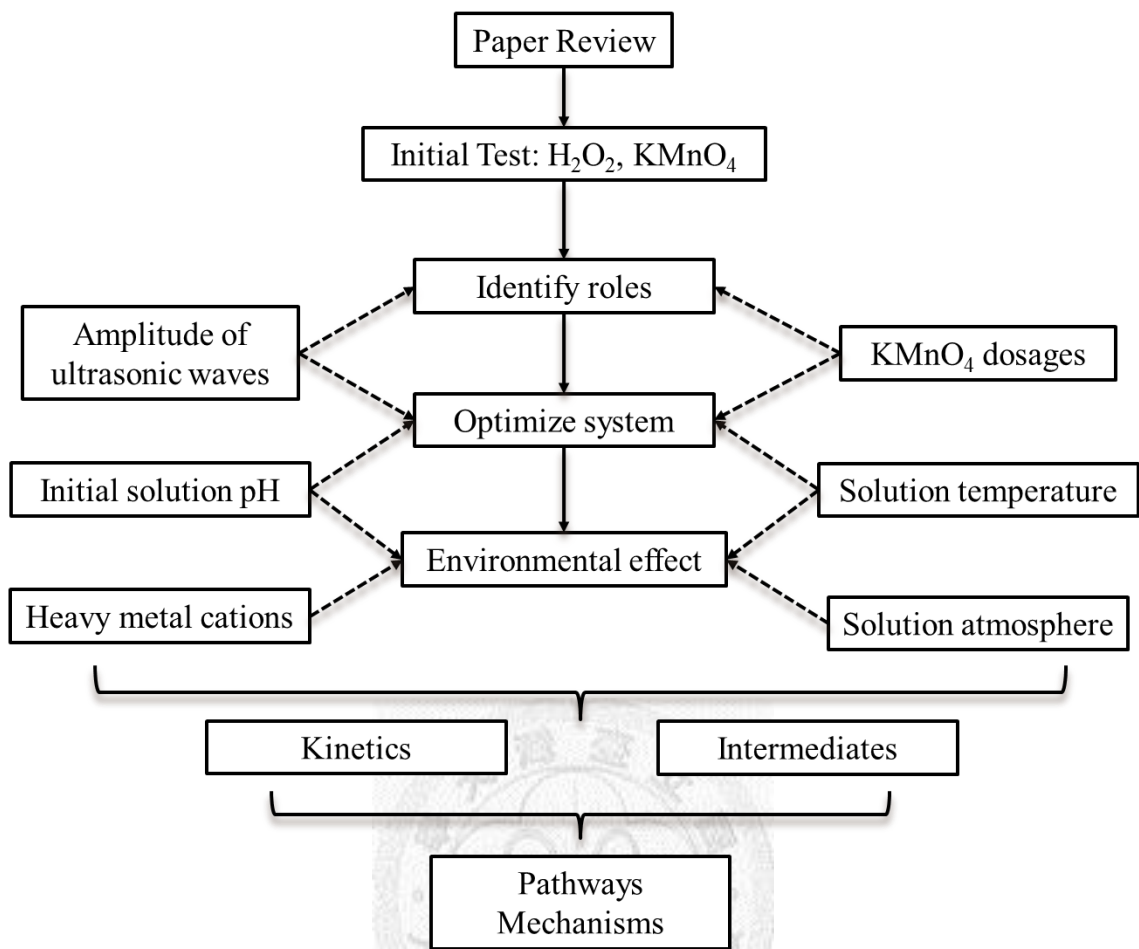 Paper Review
Initial Test: H₂O₂, KMnO₄
Identify roles
Amplitude of
ultrasonic waves
KMnO₄ dosages
Optimize system
Initial solution pH
Solution temperature
Environmental effect
Heavy metal cations
Solution atmosphere
Kinetics
Intermediates
Pathways
Mechanisms